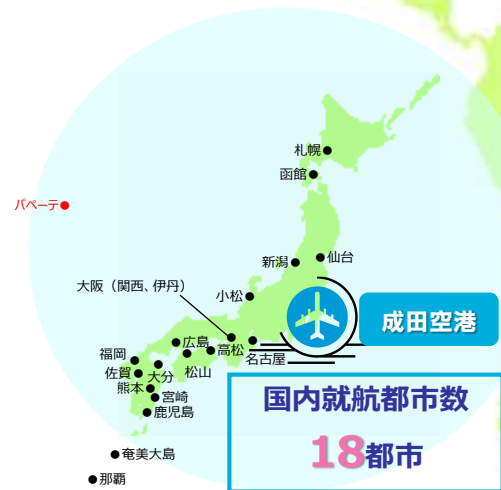 札幌
函館
パペーテ
新潟
仙台
大阪（関西、伊丹）
小松
成田空港
広島
高松
名古屋
福岡
佐賀
大分
松山
熊本
宮崎
鹿児島
国内就航都市数
18都市
奄美大島
那覇